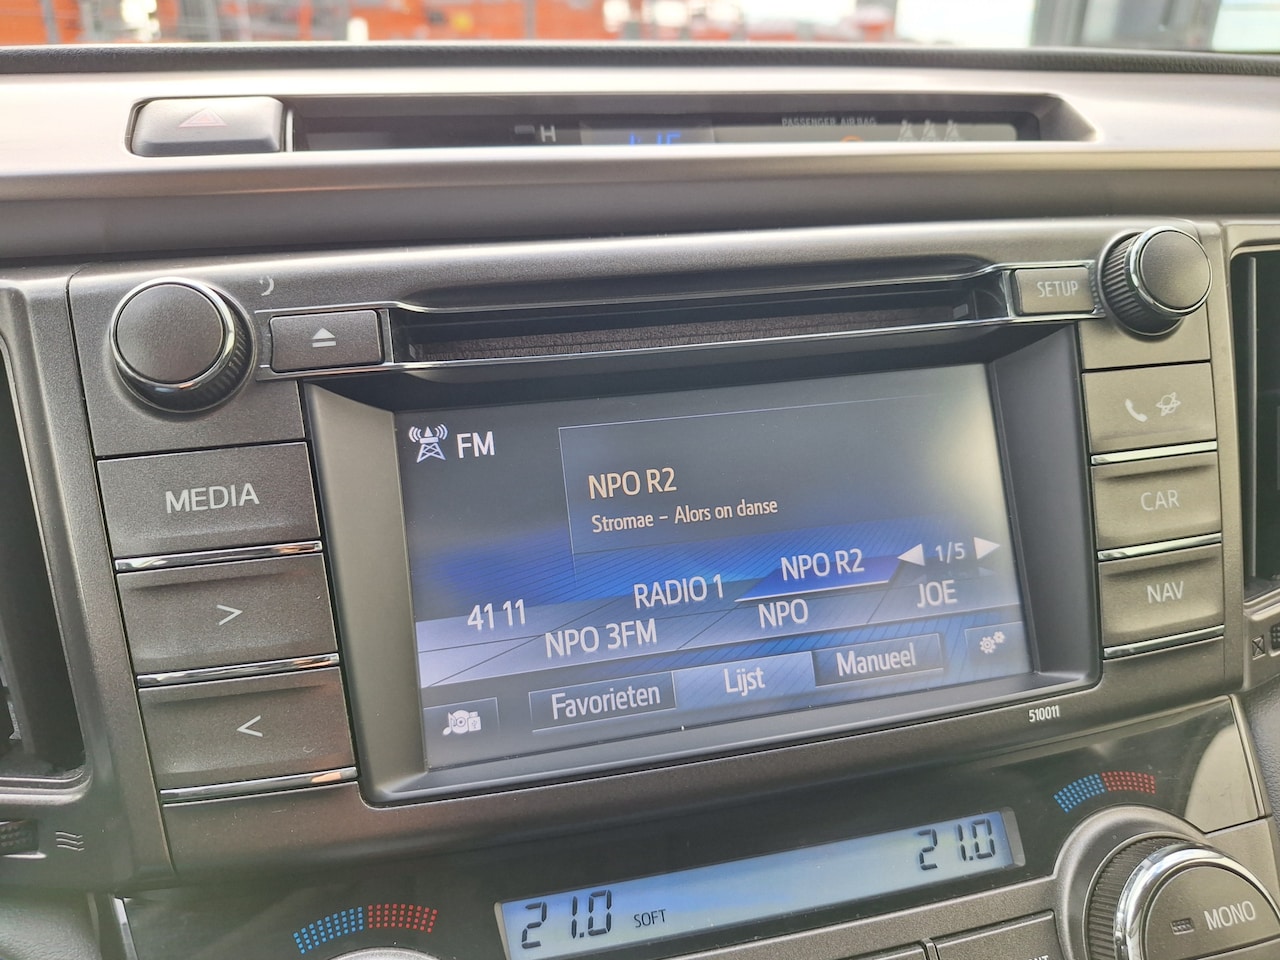 H
PASSENGER AIR BAG
SETUP
MEDIA
>
<
CAR
NAV
FM
NPO R2
Stromae - Alors on danse
1/5
41 11
RADIO 1
NPO R2
NPO 3FM
NPO
JOE
Favorieten
Lijst
Manueel
510011
21.0
SOFT
21.0
MONO